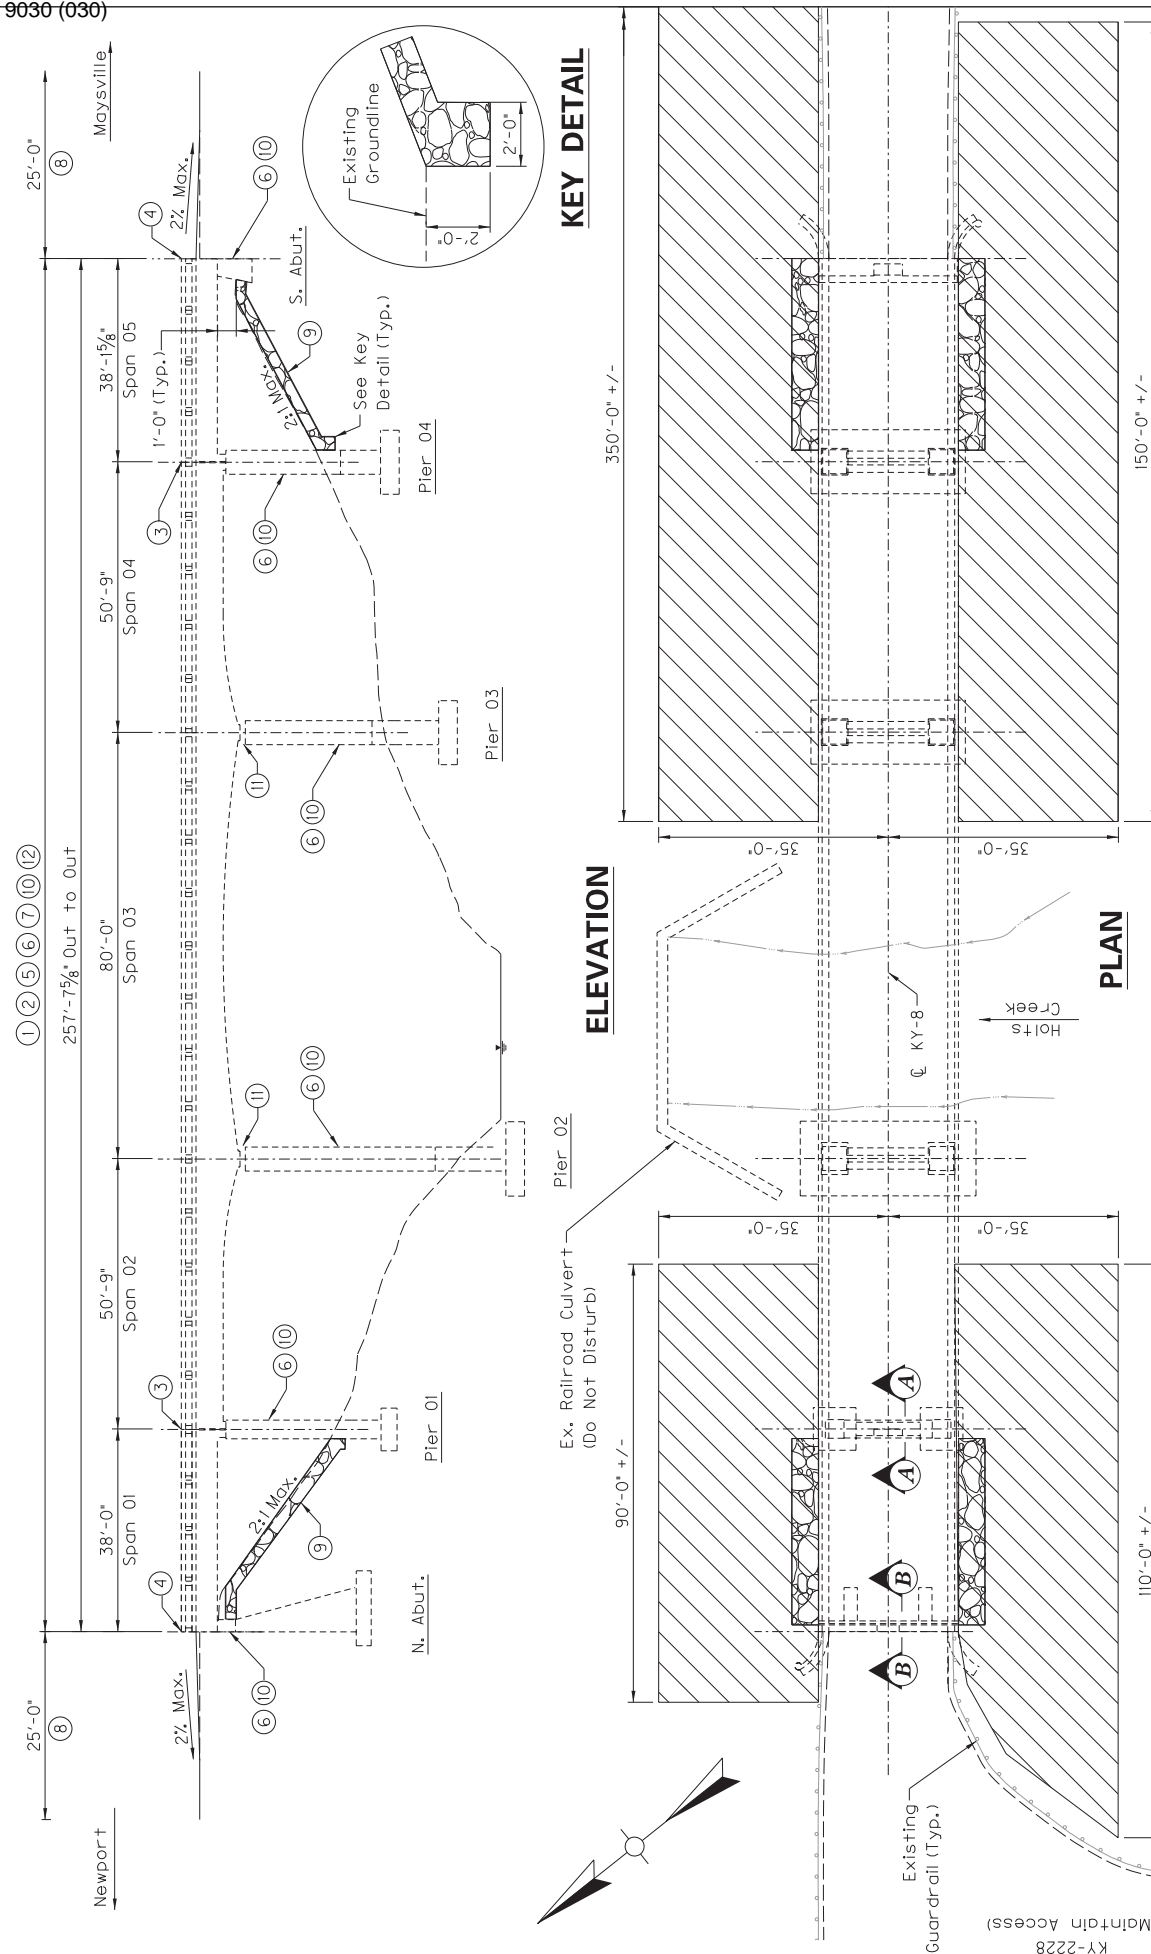 9030 (030)
Newport
Maysville
1 2 5 6 7 10 12
257'-7⅝" Out to Out
25'-0"
8
38'-0"
Span 01
50'-9"
Span 02
80'-0"
Span 03
50'-9"
Span 04
38'-1⅝"
Span 05
25'-0"
8
2% Max.
4
3
3
4
2% Max.
1'-0" (Typ.)
6 10
2:1 Max.
9
6 10
11
6 10
11
6 10
6 10
2:1 Max.
9
6 10
See Key
Detail (Typ.)
N. Abut.
Pier 01
Pier 02
Pier 03
Pier 04
S. Abut.
Existing
Groundline
2'-0"
2'-0"
KEY DETAIL
ELEVATION
Ex. Railroad Culvert
(Do Not Disturb)
90'-0" +/-
350'-0" +/-
35'-0"
35'-0"
35'-0"
35'-0"
A
A
B
B
℄ KY-8
Holts
Creek
Existing
Guardrail (Typ.)
KY-2228
Maintain Access)
110'-0" +/-
150'-0" +/-
PLAN